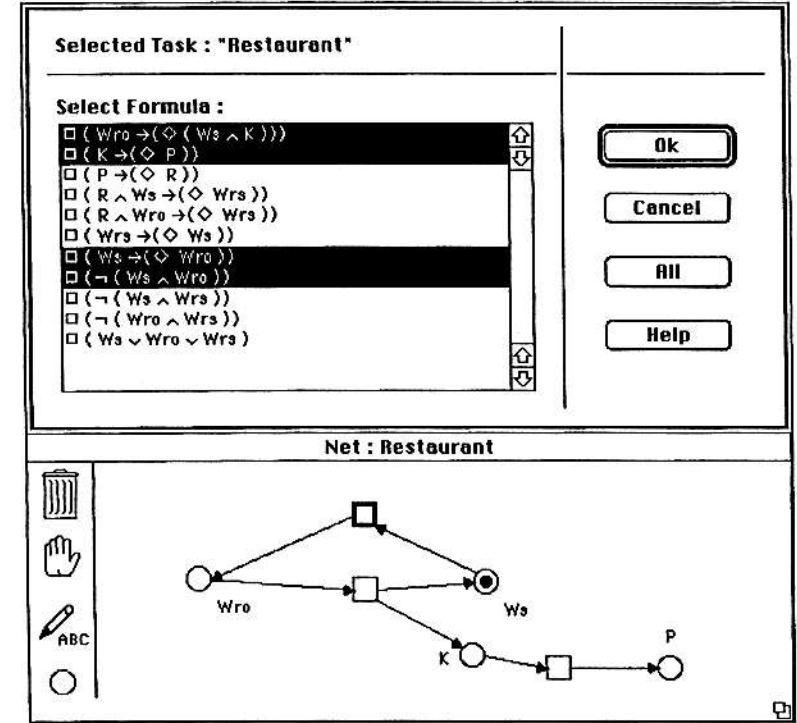 Selected Task : "Restaurant"
Select Formula :
□ ( Wro →(◇ ( Ws ∧ K )))
□ ( K →(◇ P ))
□ ( P →(◇ R ))
□ ( R ∧ Ws →(◇ Wrs ))
□ ( R ∧ Wro →(◇ Wrs ))
□ ( Wrs →(◇ Ws ))
□ ( Ws →(◇ Wro ))
□ (¬ ( Ws ∧ Wro ))
□ (¬ ( Ws ∧ Wrs ))
□ (¬ ( Wro ∧ Wrs ))
□ ( Ws ∨ Wro ∨ Wrs )
Ok
Cancel
All
Help
Net : Restaurant
ABC
Wro
Ws
K
P